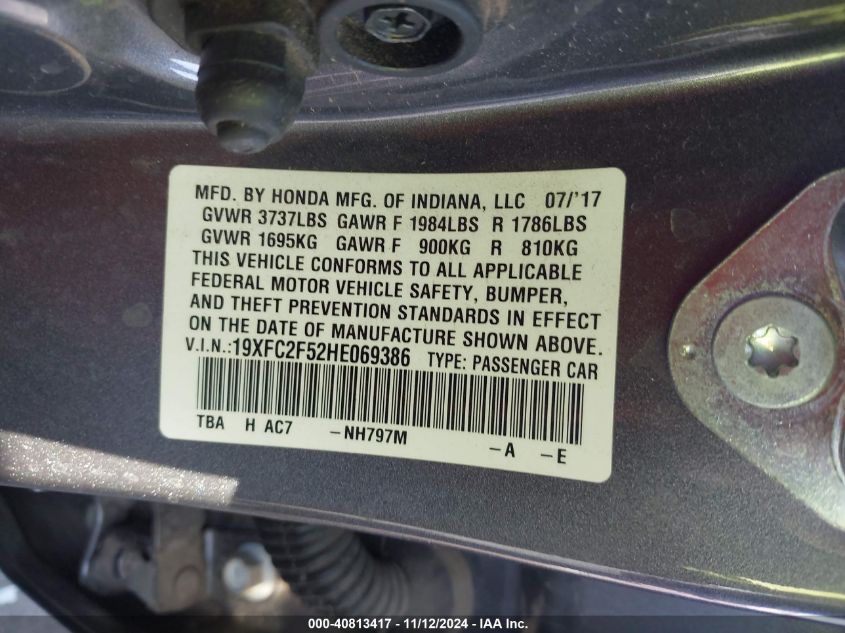 MFD. BY HONDA MFG. OF INDIANA, LLC 07/'17
GVWR 3737LBS GAWR F 1984LBS R 1786LBS
GVWR 1695KG GAWR F 900KG R 810KG
THIS VEHICLE CONFORMS TO ALL APPLICABLE
FEDERAL MOTOR VEHICLE SAFETY, BUMPER,
AND THEFT PREVENTION STANDARDS IN EFFECT
ON THE DATE OF MANUFACTURE SHOWN ABOVE.
V.I.N.:19XFC2F52HE069386 TYPE: PASSENGER CAR
TBA H AC7 -NH797M -A -E
000-40813417 - 11/12/2024 - IAA Inc.